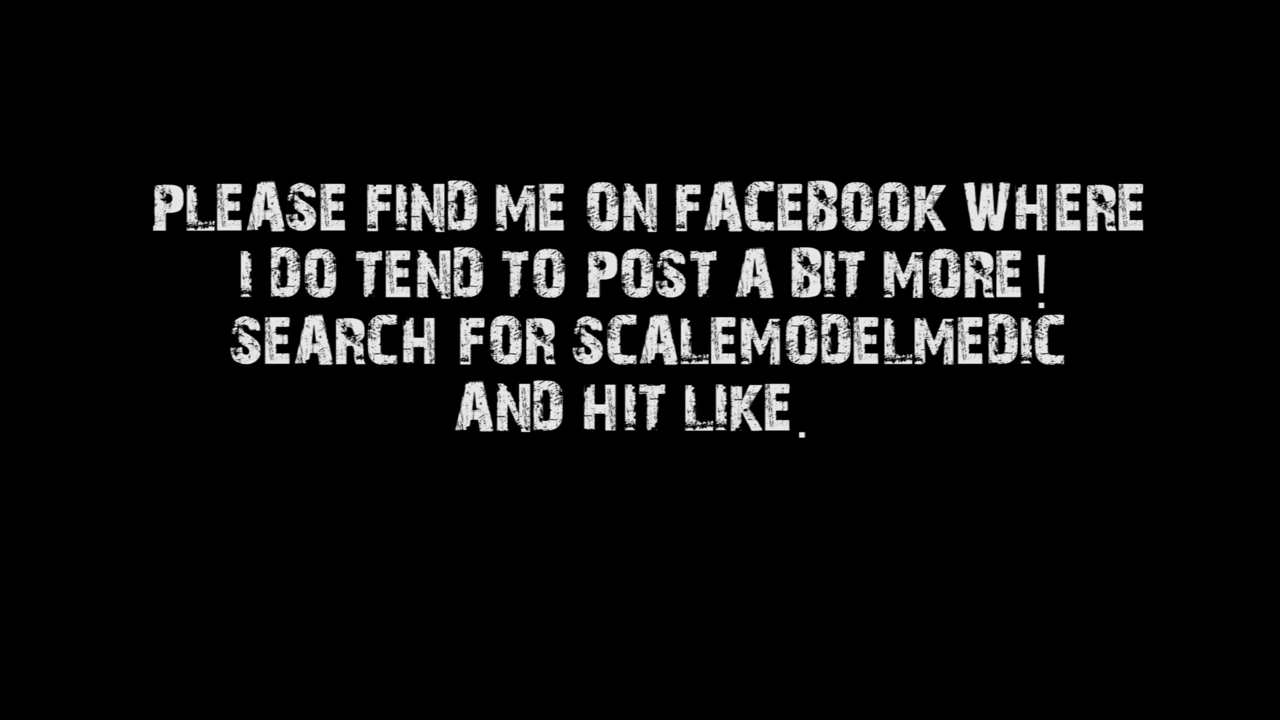 PLEASE FIND ME ON FACEBOOK WHERE
I DO TEND TO POST A BIT MORE!
SEARCH FOR SCALEMODELMEDIC
AND HIT LIKE.